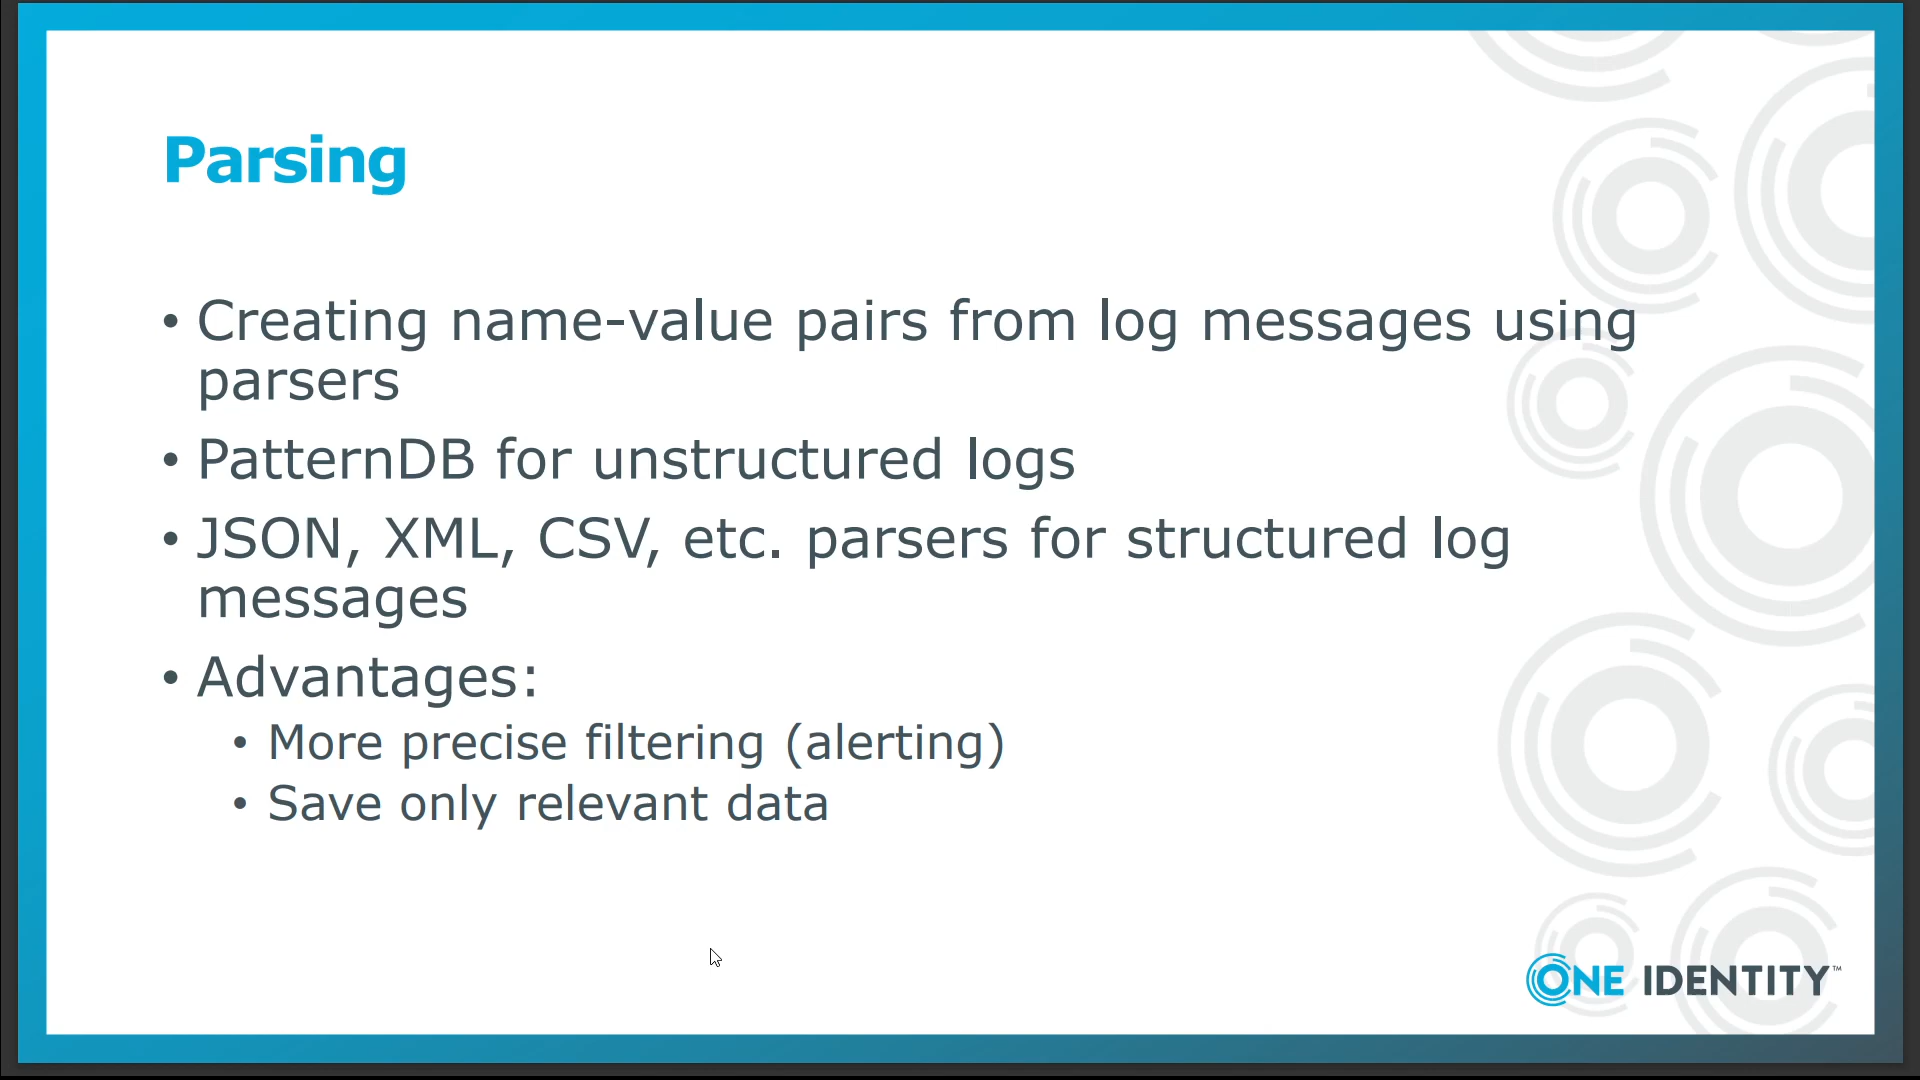 Parsing
• Creating name-value pairs from log messages using
parsers
• PatternDB for unstructured logs
• JSON, XML, CSV, etc. parsers for structured log
messages
• Advantages:
• More precise filtering (alerting)
• Save only relevant data
ONE IDENTITY™